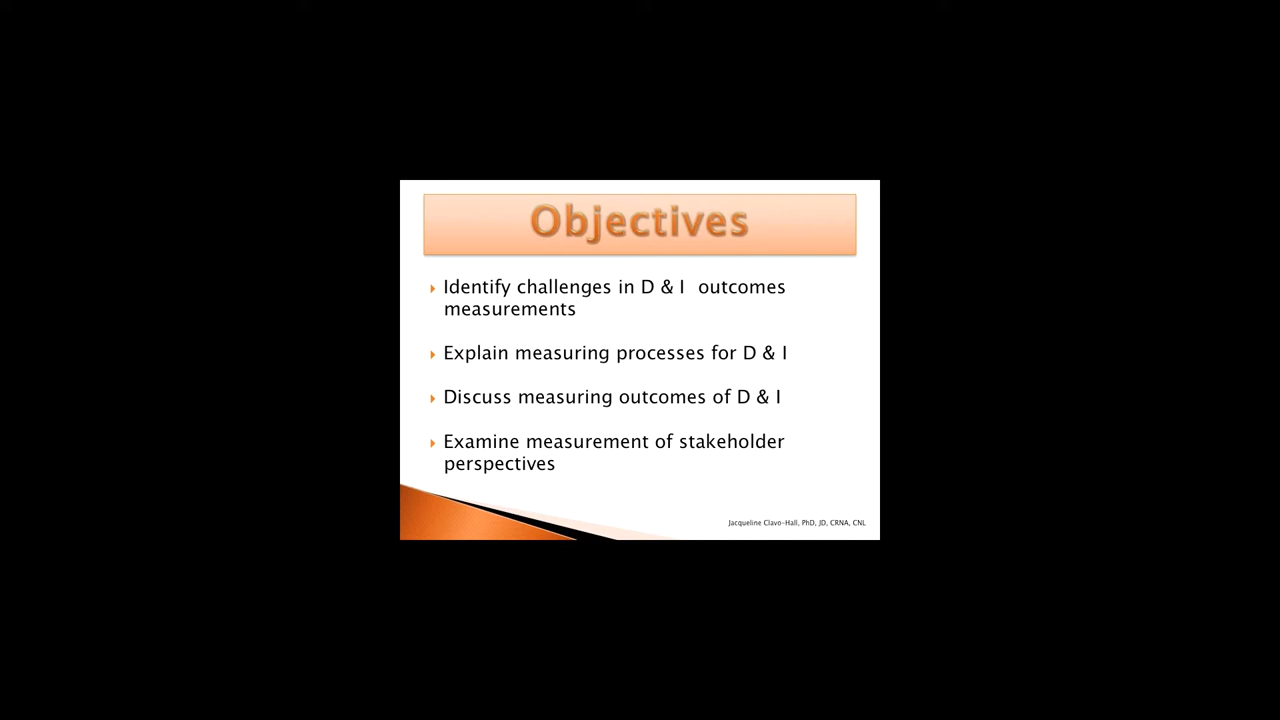 Objectives
Identify challenges in D & I  outcomes
measurements
Explain measuring processes for D & I
Discuss measuring outcomes of D & I
Examine measurement of stakeholder
perspectives
Jacqueline Clavo-Hall, PhD, JD, CRNA, CNL